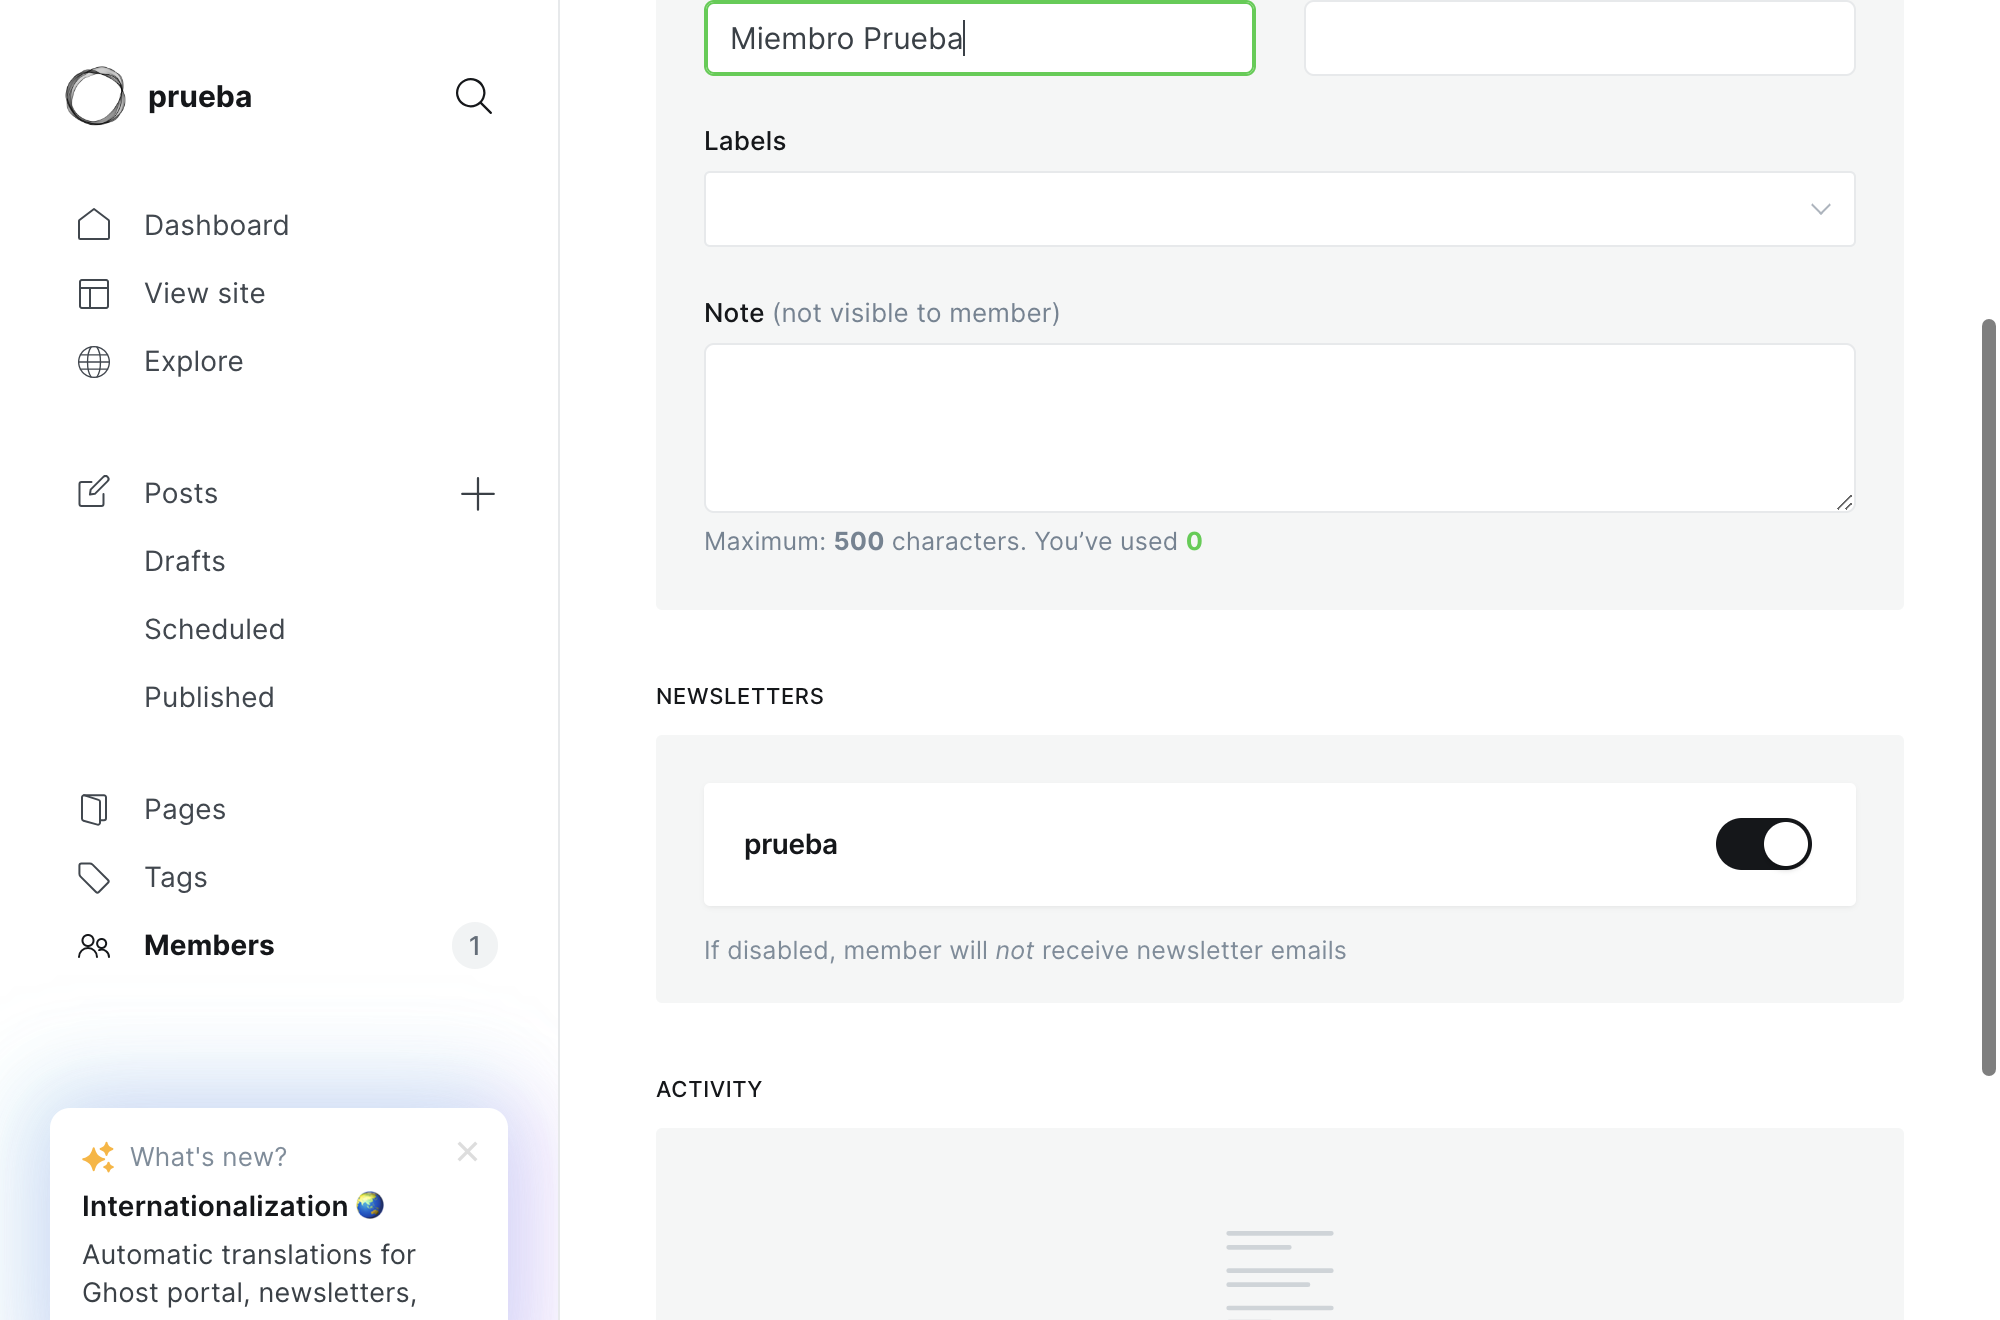 prueba
Dashboard
View site
Explore
Posts
Drafts
Scheduled
Published
Pages
Tags
Members 1
What's new?
Internationalization 🌏
Automatic translations for
Ghost portal, newsletters,
Miembro Prueba
Labels
Note (not visible to member)
Maximum: 500 characters. You’ve used 0
NEWSLETTERS
prueba
If disabled, member will not receive newsletter emails
ACTIVITY